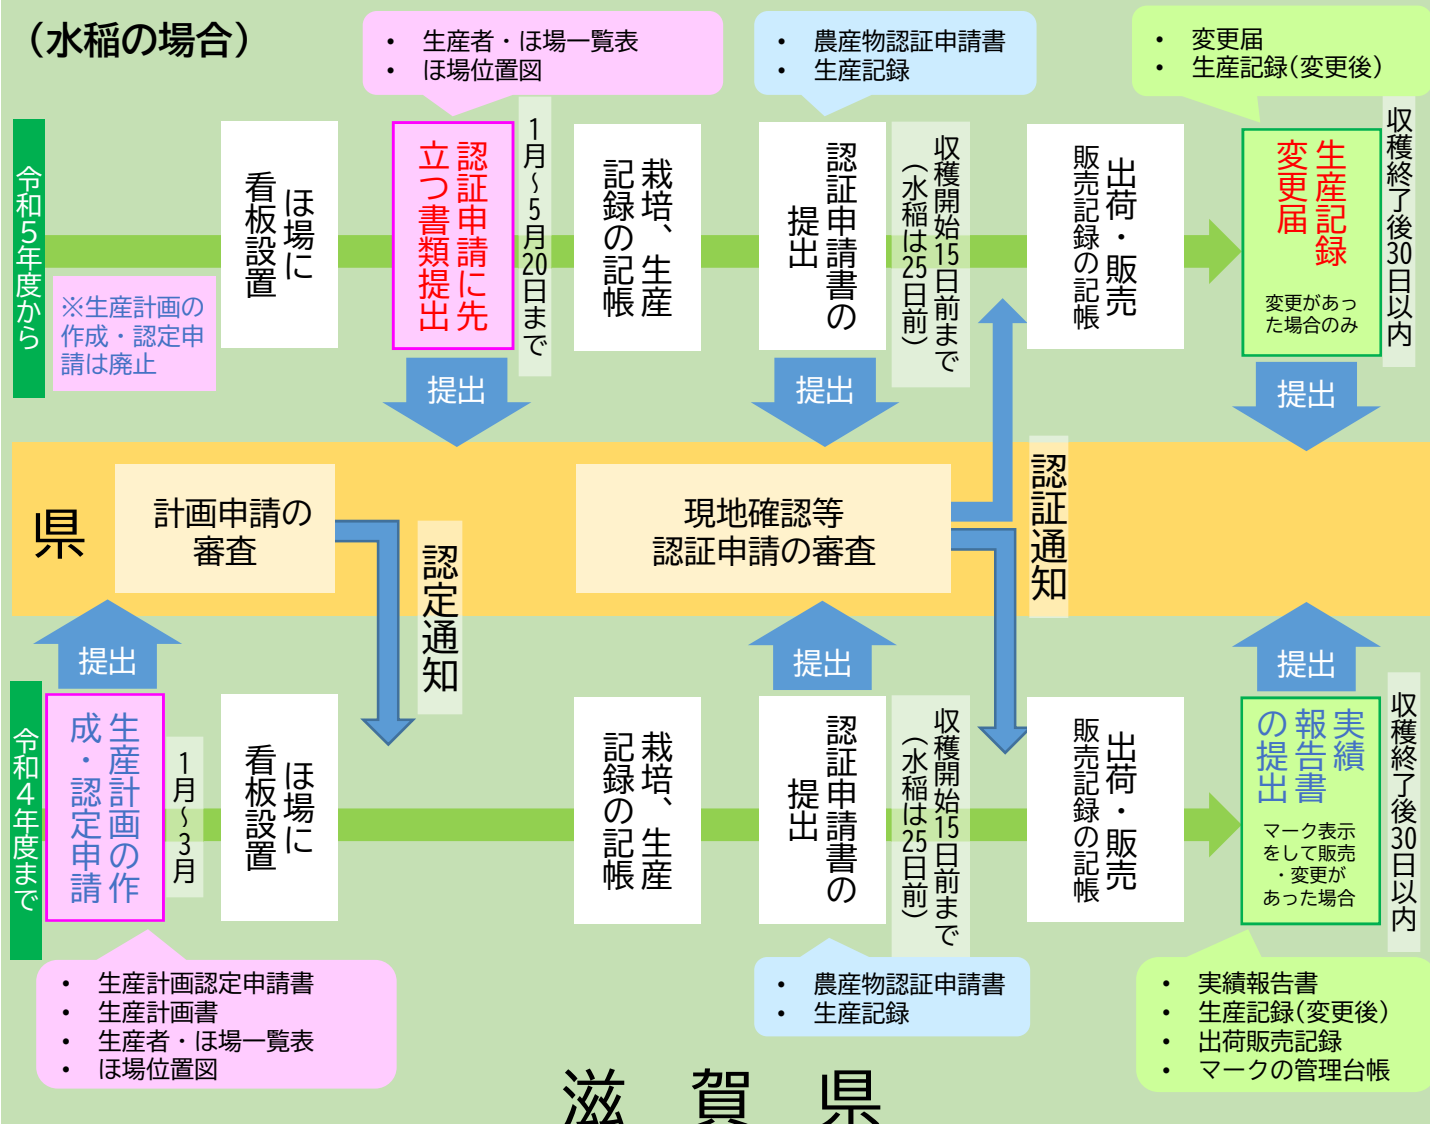 （水稲の場合）
• 生産者・ほ場一覧表
• ほ場位置図
• 農産物認証申請書
• 生産記録
• 変更届
• 生産記録(変更後)
令和５年度から
※生産計画の
作成・認定申
請は廃止
ほ場に
看板設置
認証申請に先
立つ書類提出
１月～５月20日まで
栽培、生産
記録の記帳
認証申請書の
提出
収穫開始15日前まで
（水稲は25日前）
出荷・販売
販売記録の記帳
生産記録
変更届
変更があっ
た場合のみ
収穫終了後30日以内
提出
提出
提出
県
計画申請の
審査
認定通知
現地確認等
認証申請の審査
認証通知
提出
提出
提出
令和４年度まで
生産計画の作
成・認定申請
１月～３月
ほ場に
看板設置
栽培、生産
記録の記帳
認証申請書の
提出
収穫開始15日前まで
（水稲は25日前）
出荷・販売
販売記録の記帳
実績
報告書
の提出
マーク表示
をして販売
・変更が
あった場合
収穫終了後30日以内
• 生産計画認定申請書
• 生産計画書
• 生産者・ほ場一覧表
• ほ場位置図
• 農産物認証申請書
• 生産記録
• 実績報告書
• 生産記録(変更後)
• 出荷販売記録
• マークの管理台帳
滋賀県